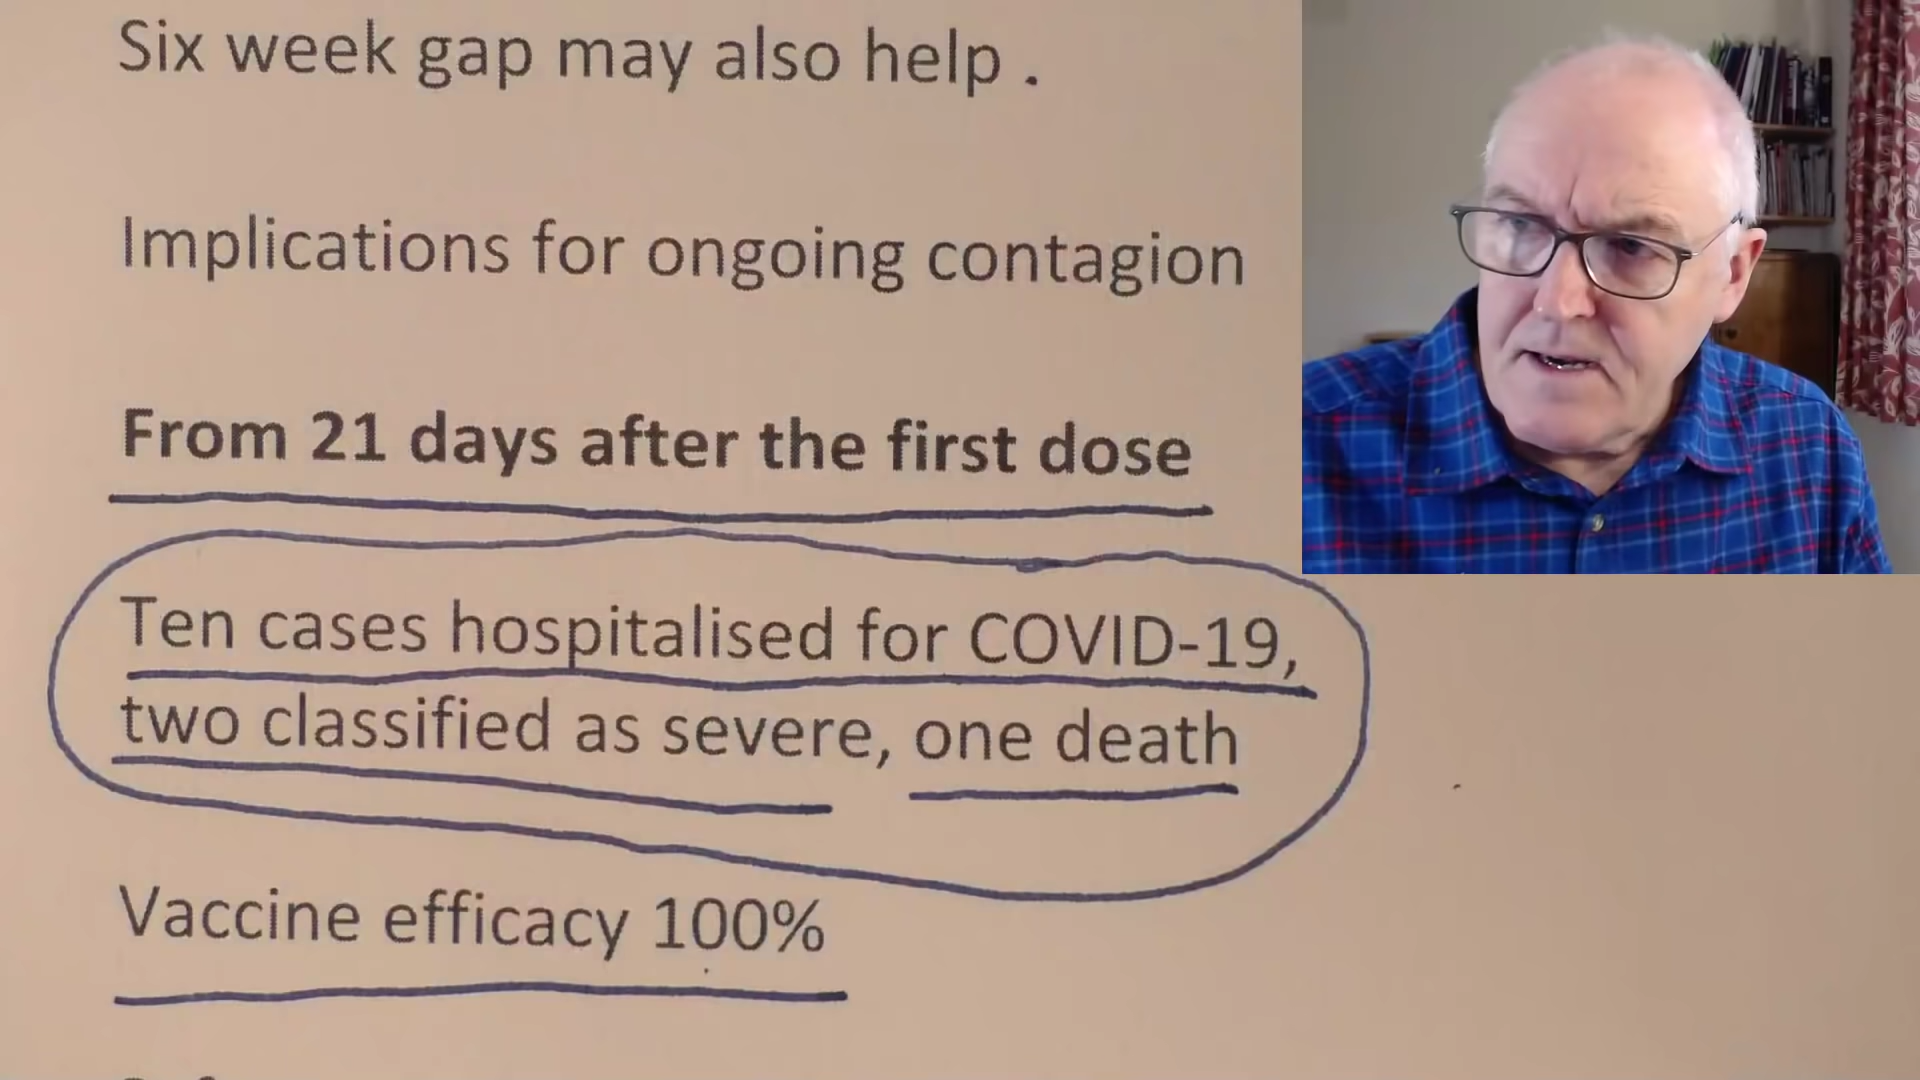 Six week gap may also help .
Implications for ongoing contagion
From 21 days after the first dose
Ten cases hospitalised for COVID-19,
two classified as severe, one death
Vaccine efficacy 100%